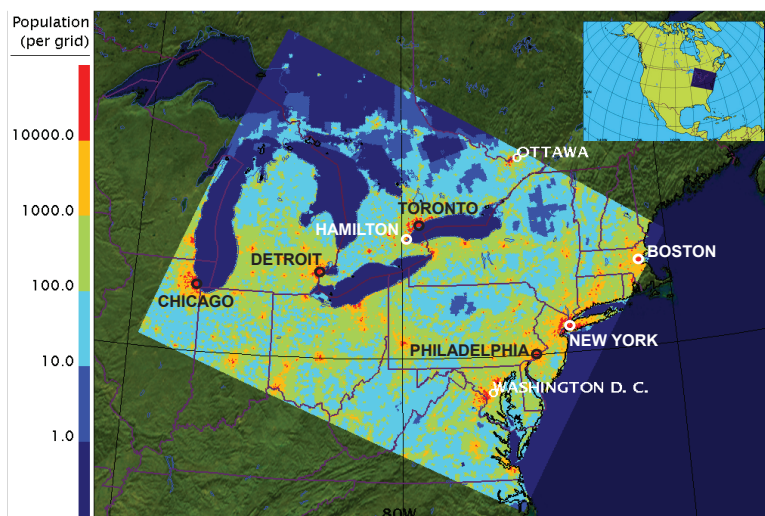 Population
(per grid)
10000.0
1000.0
100.0
10.0
1.0
OTTAWA
TORONTO
HAMILTON
BOSTON
DETROIT
CHICAGO
NEW YORK
PHILADELPHIA
WASHINGTON D. C.
80W